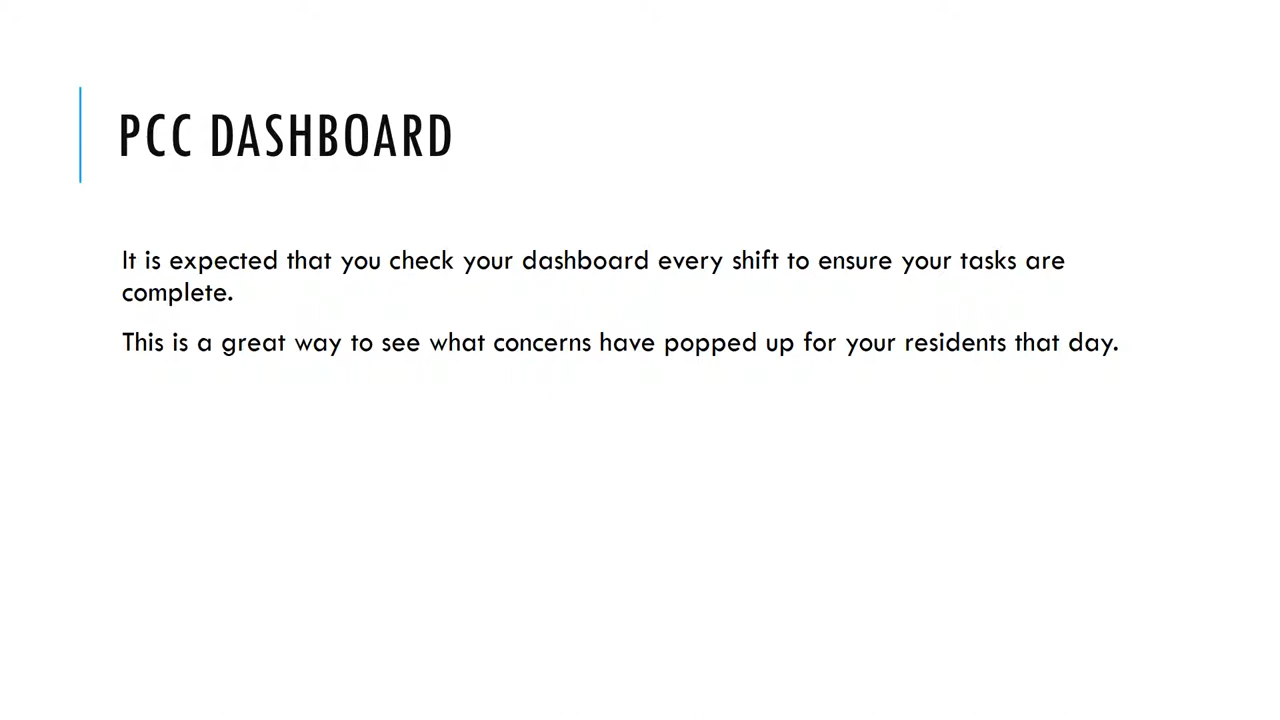 PCC DASHBOARD
It is expected that you check your dashboard every shift to ensure your tasks are
complete.
This is a great way to see what concerns have popped up for your residents that day.